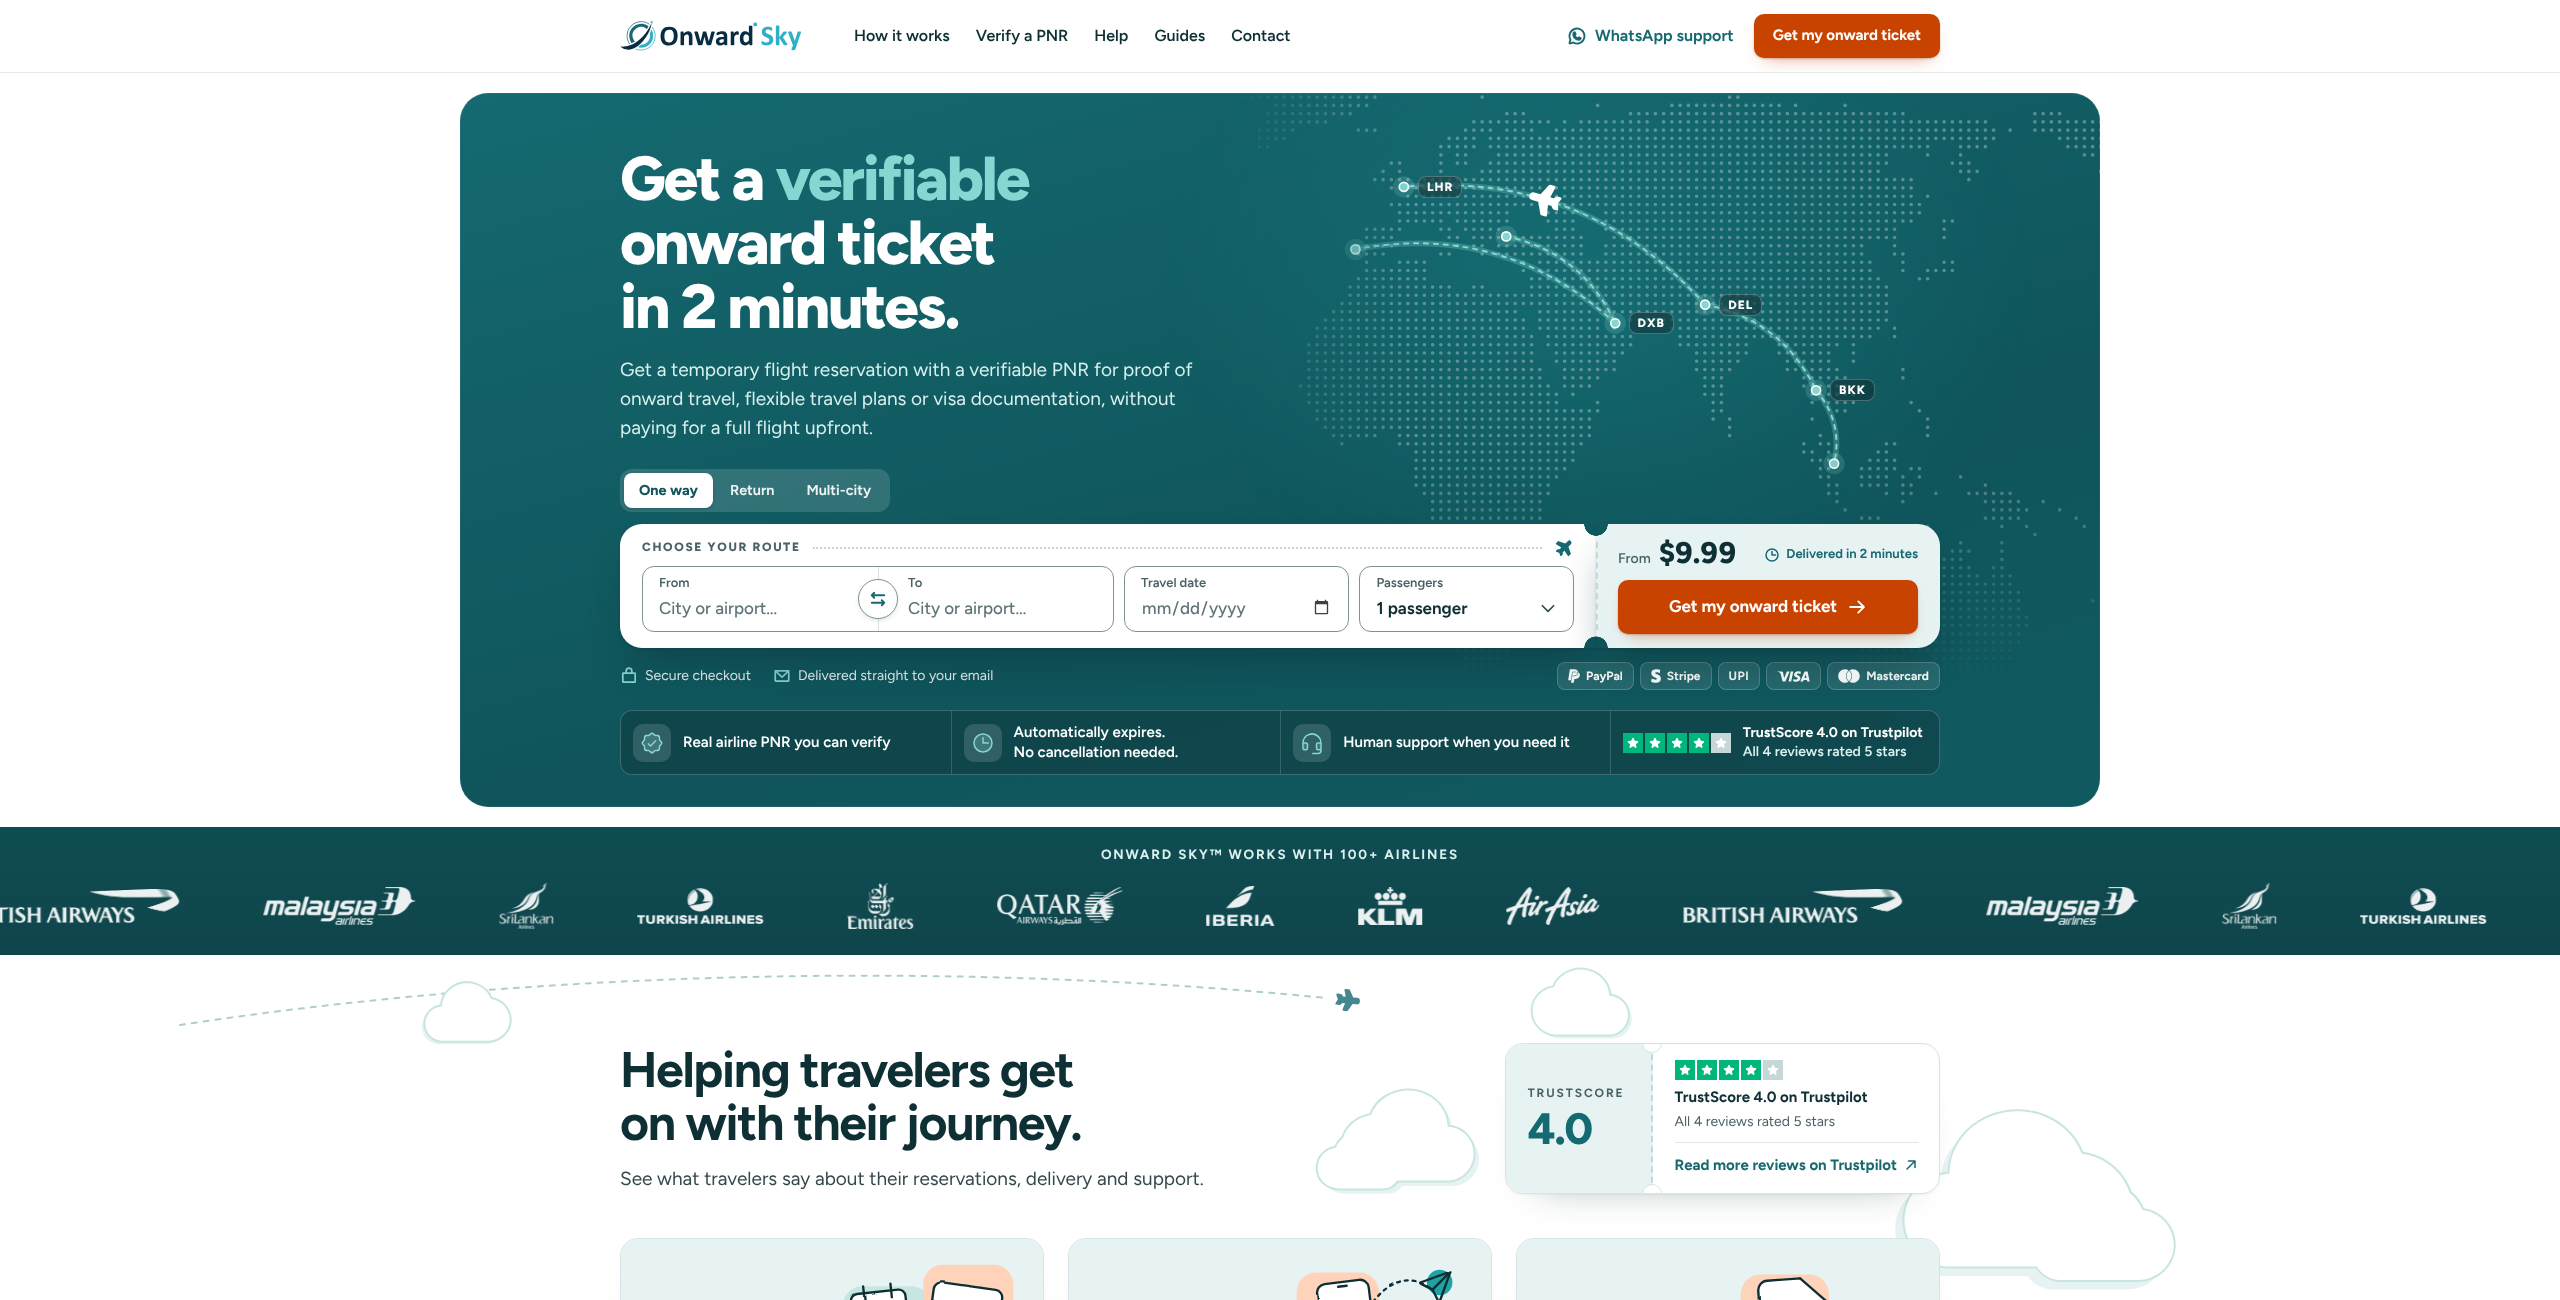 Onward Sky
How it works
Verify a PNR
Help
Guides
Contact
WhatsApp support
Get my onward ticket
Get a verifiable
onward ticket
in 2 minutes.
Get a temporary flight reservation with a verifiable PNR for proof of
onward travel, flexible travel plans or visa documentation, without
paying for a full flight upfront.
LHR
DXB
DEL
BKK
One way
Return
Multi-city
CHOOSE YOUR ROUTE
From
City or airport...
To
City or airport...
Travel date
mm/dd/yyyy
Passengers
1 passenger
From $9.99
Delivered in 2 minutes
Get my onward ticket
Secure checkout
Delivered straight to your email
PayPal
Stripe
UPI
VISA
Mastercard
Real airline PNR you can verify
Automatically expires.
No cancellation needed.
Human support when you need it
TrustScore 4.0 on Trustpilot
All 4 reviews rated 5 stars
ONWARD SKY™ WORKS WITH 100+ AIRLINES
TISH AIRWAYS
malaysia
airlines
SriLankan
Airlines
TURKISH AIRLINES
Emirates
QATAR
AIRWAYS القطرية
IBERIA
KLM
AirAsia
BRITISH AIRWAYS
malaysia
airlines
SriLankan
Airlines
TURKISH AIRLINES
Helping travelers get
on with their journey.
See what travelers say about their reservations, delivery and support.
TRUSTSCORE
4.0
TrustScore 4.0 on Trustpilot
All 4 reviews rated 5 stars
Read more reviews on Trustpilot